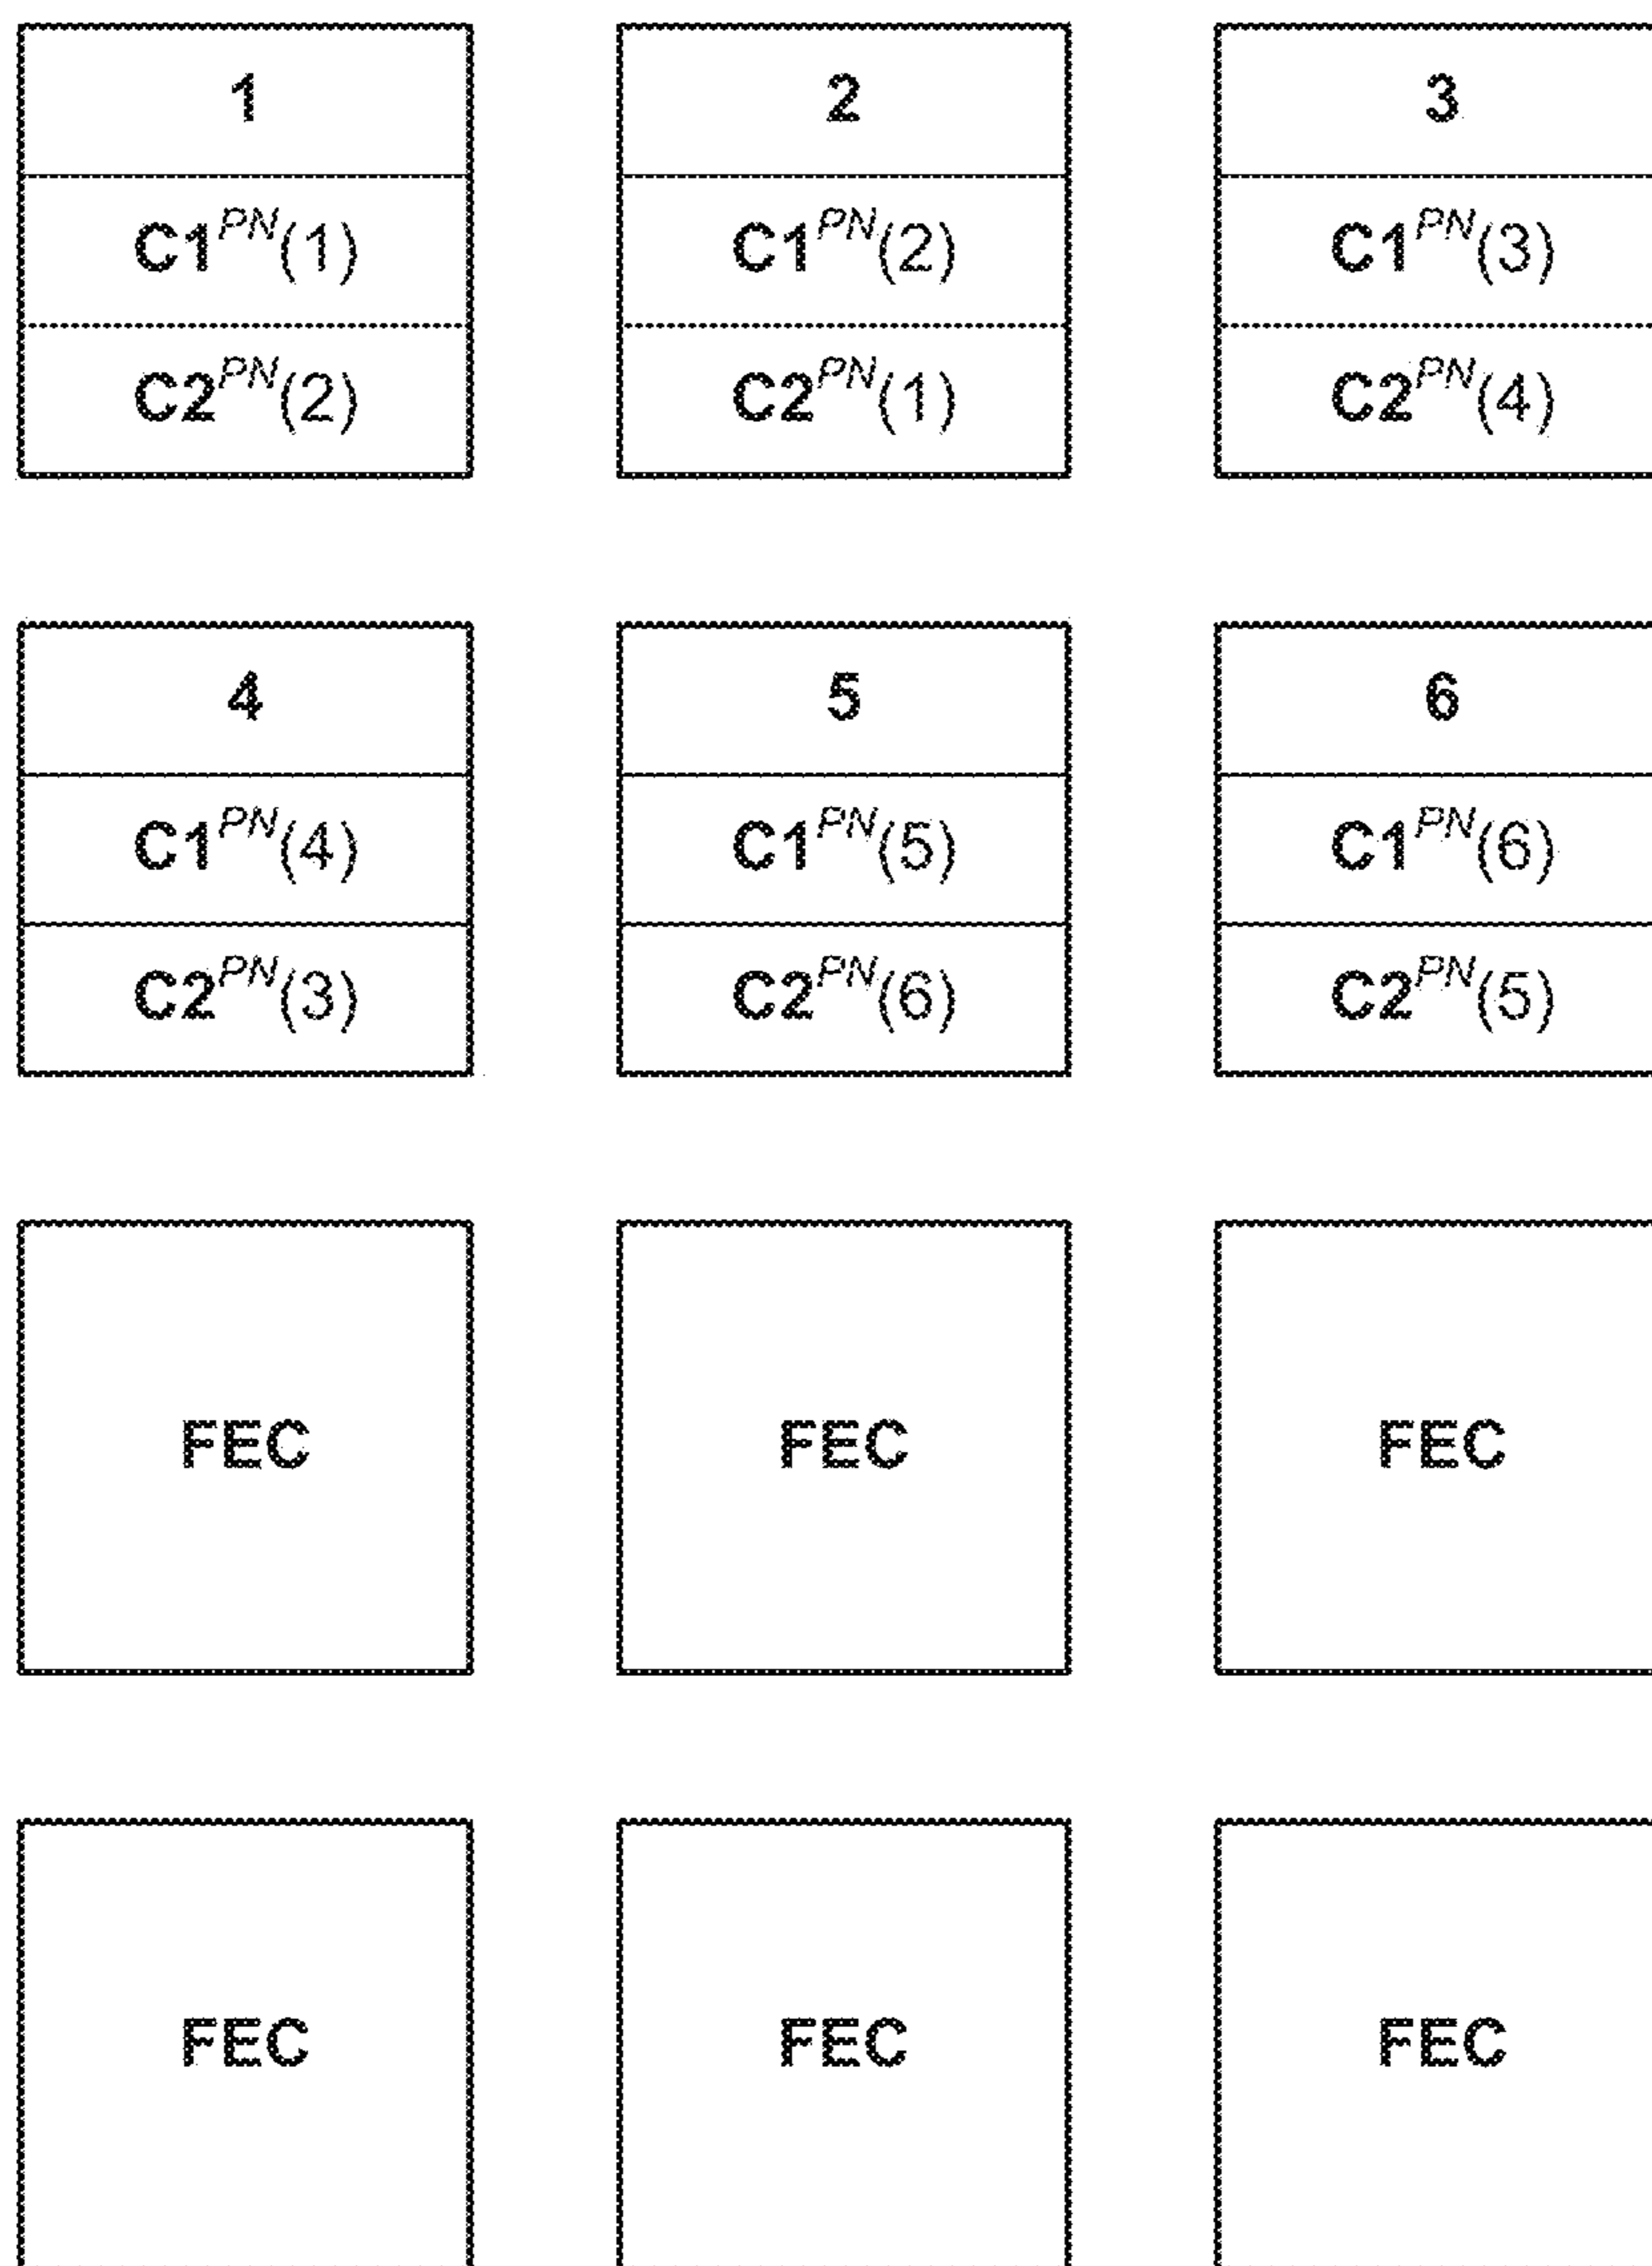 1
C1^PN(1)
C2^PN(2)
2
C1^PN(2)
C2^PN(1)
3
C1^PN(3)
C2^PN(4)
4
C1^PN(4)
C2^PN(3)
5
C1^PN(5)
C2^PN(6)
6
C1^PN(6)
C2^PN(5)
FEC
FEC
FEC
FEC
FEC
FEC